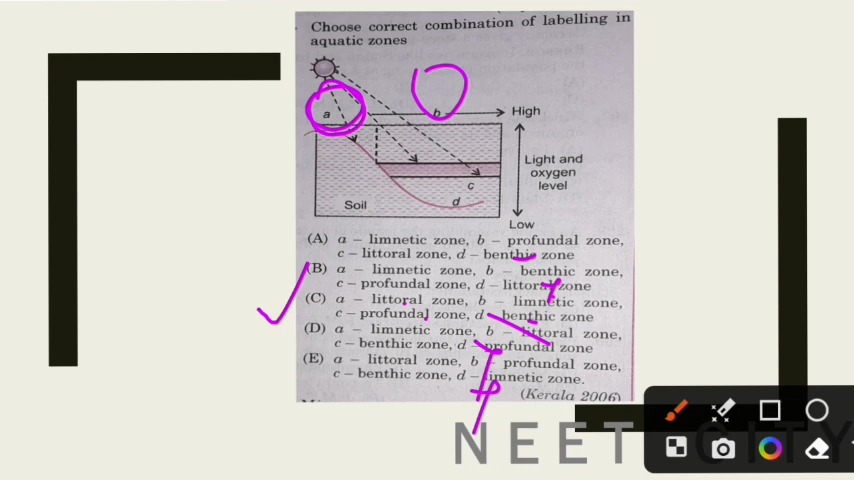 Choose correct combination of labelling in
aquatic zones
a
b
High
Light and
oxygen
level
c
d
Soil
Low
(A) a – limnetic zone, b – profundal zone,
c – littoral zone, d – benthic zone
(B) a – limnetic zone, b – benthic zone,
c – profundal zone, d – littoral zone
(C) a – littoral zone, b – limnetic zone,
c – profundal zone, d – benthic zone
(D) a – limnetic zone, b – littoral zone,
c – benthic zone, d – profundal zone
(E) a – littoral zone, b – profundal zone,
c – benthic zone, d – limnetic zone.
(Kerala 2006)
NEET CITY